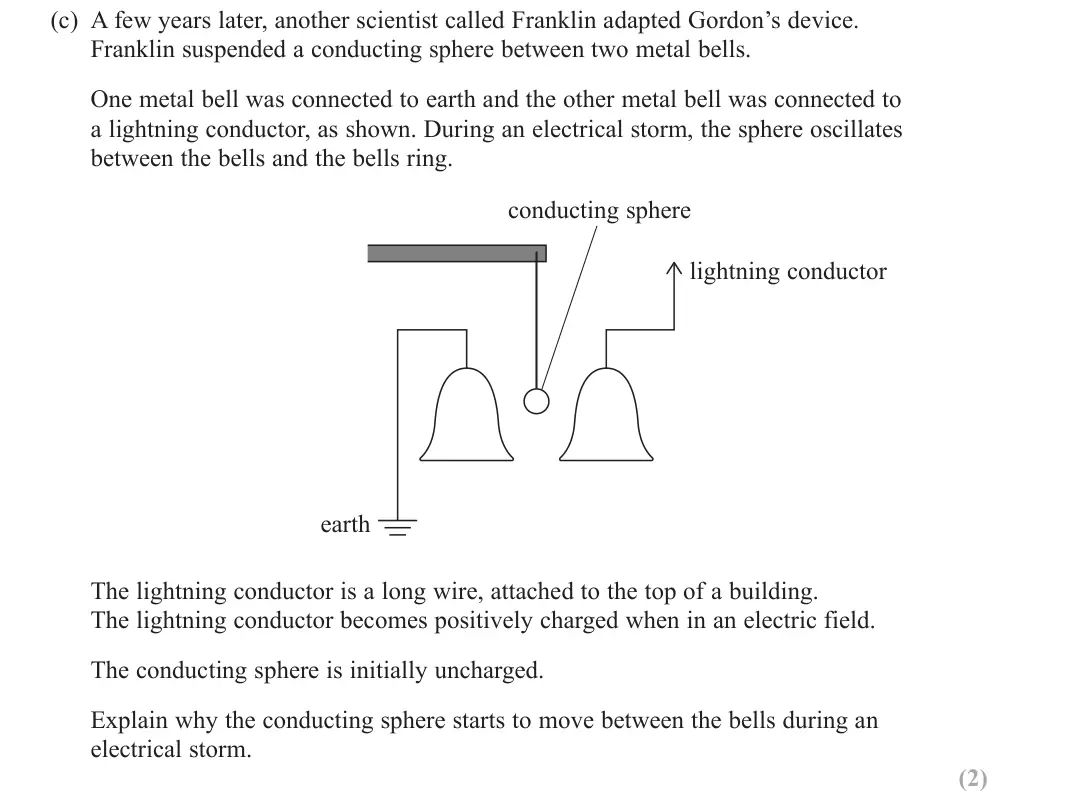 (c) A few years later, another scientist called Franklin adapted Gordon’s device.
Franklin suspended a conducting sphere between two metal bells.
One metal bell was connected to earth and the other metal bell was connected to
a lightning conductor, as shown. During an electrical storm, the sphere oscillates
between the bells and the bells ring.
conducting sphere
lightning conductor
earth
The lightning conductor is a long wire, attached to the top of a building.
The lightning conductor becomes positively charged when in an electric field.
The conducting sphere is initially uncharged.
Explain why the conducting sphere starts to move between the bells during an
electrical storm.
(2)